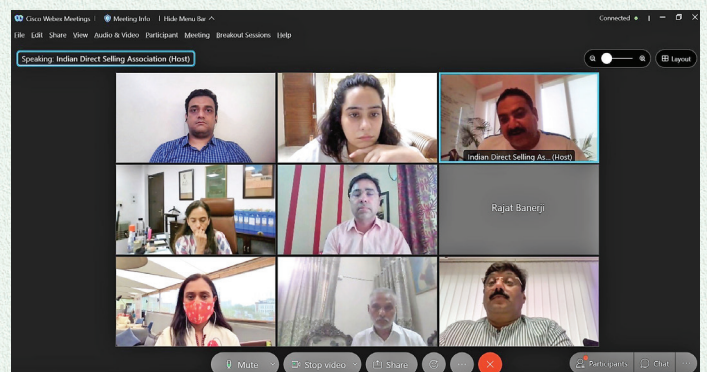 Cisco Webex Meetings
Meeting Info
Hide Menu Bar
Connected
File Edit Share View Audio & Video Participant Meeting Breakout Sessions Help
Speaking: Indian Direct Selling Association (Host)
Layout
Indian Direct Selling As... (Host)
Rajat Banerji
Mute
Stop video
Share
Participants
Chat